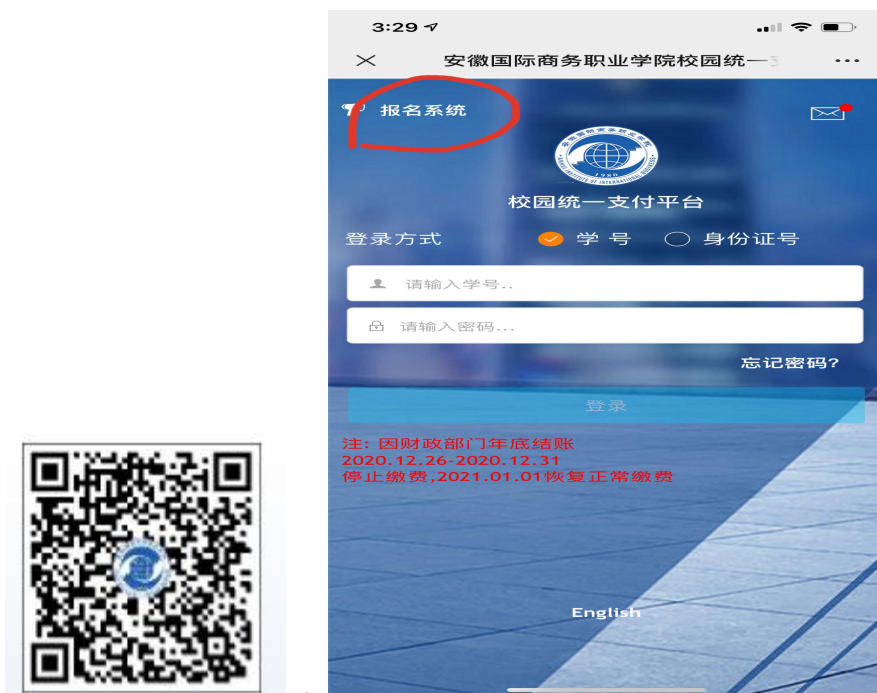 3:29
安徽国际商务职业学院校园统一
报名系统
1986
校园统一支付平台
登录方式 学 号 身份证号
请输入学号..
请输入密码...
忘记密码?
登录
注: 因财政部门年底结账
2020.12.26-2020.12.31
停止缴费,2021.01.01恢复正常缴费
English